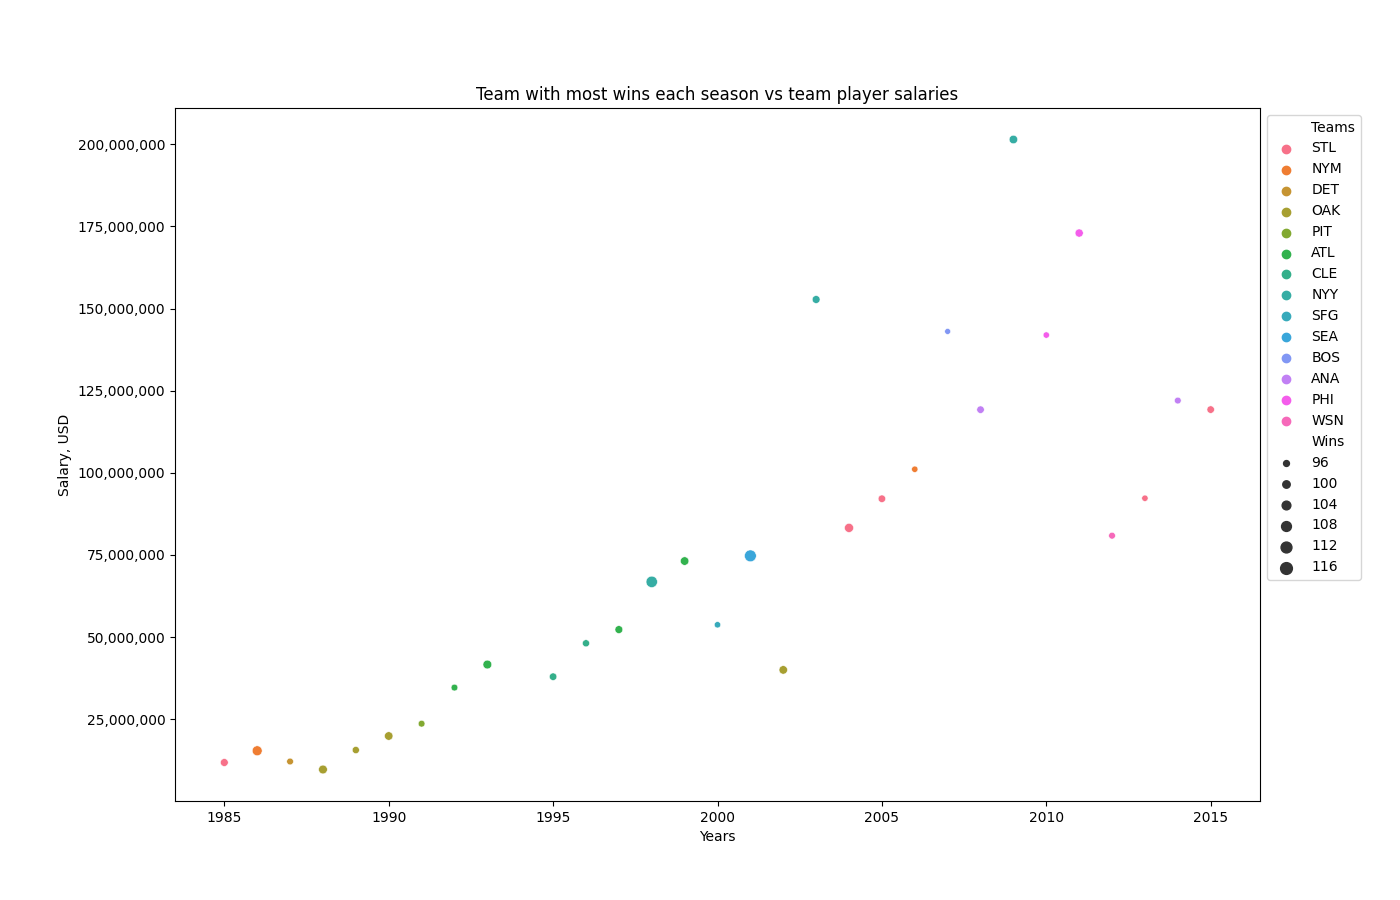 Team with most wins each season vs team player salaries
200,000,000
175,000,000
150,000,000
125,000,000
100,000,000
75,000,000
50,000,000
25,000,000
Salary, USD
1985 1990 1995 2000 2005 2010 2015
Years
Teams
STL
NYM
DET
OAK
PIT
ATL
CLE
NYY
SFG
SEA
BOS
ANA
PHI
WSN
Wins
96
100
104
108
112
116